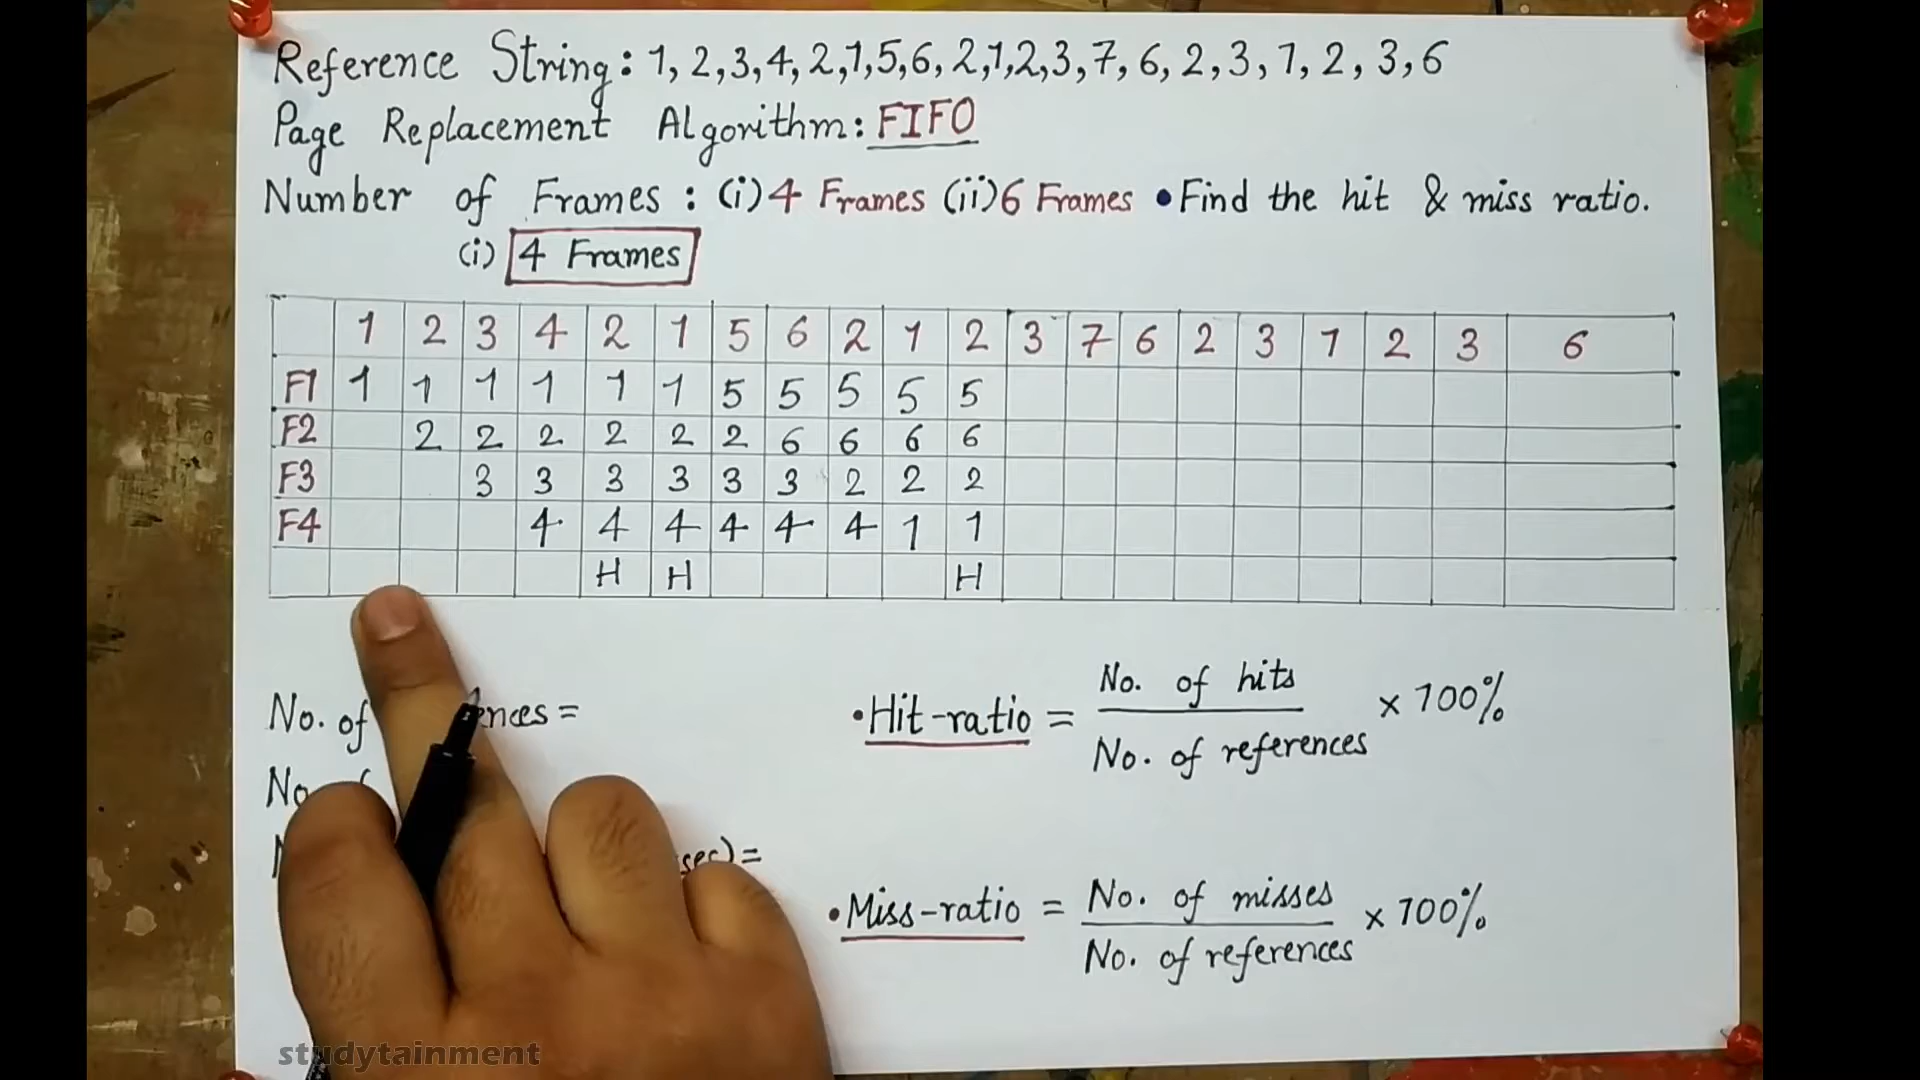 Reference String: 1, 2, 3, 4, 2, 1, 5, 6, 2, 1, 2, 3, 7, 6, 2, 3, 1, 2, 3, 6
Page Replacement Algorithm: FIFO
Number of Frames : (i) 4 Frames (ii) 6 Frames • Find the hit & miss ratio.
(i) 4 Frames
1 2 3 4 2 1 5 6 2 1 2 3 7 6 2 3 1 2 3 6
F1 1 1 1 1 1 1 5 5 5 5 5
F2 2 2 2 2 2 2 6 6 6 6
F3 3 3 3 3 3 3 2 2 2
F4 4 4 4 4 4 4 1 1
H H H
No. of =
• Hit-ratio = No. of hits × 100%
No. of references
No.
=
• Miss-ratio = No. of misses × 100%
No. of references
studytainment